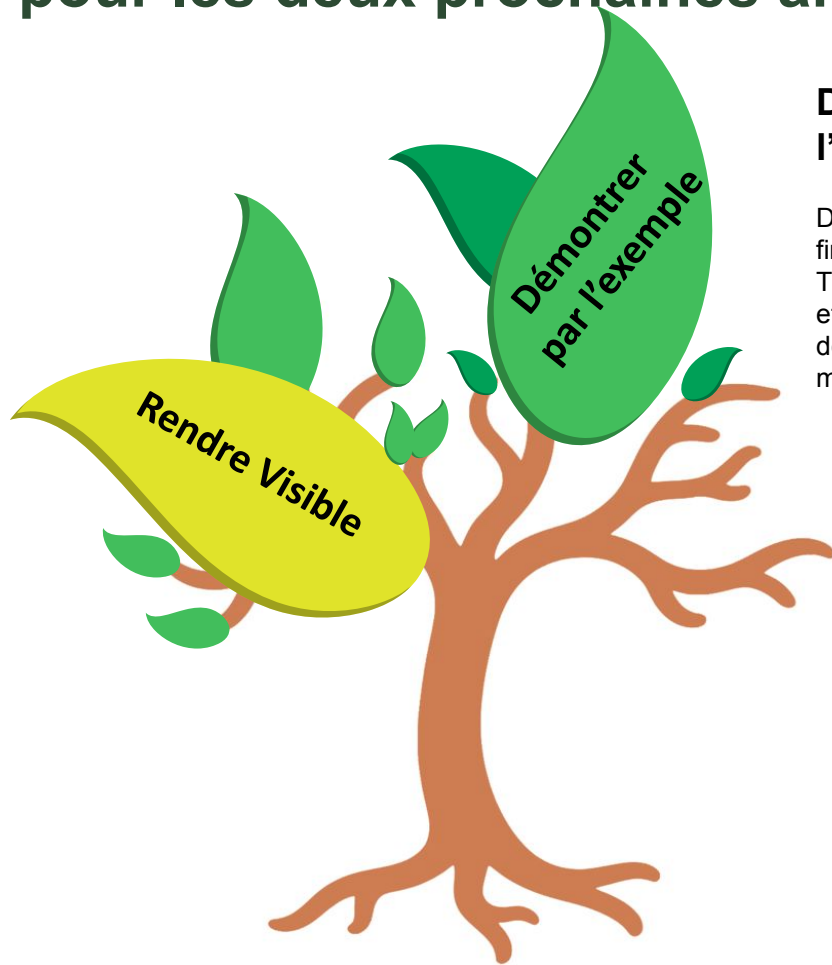 pour les deux prochaines
Démontrer
par l’exemple
Rendre Visible
D
l’
D
T